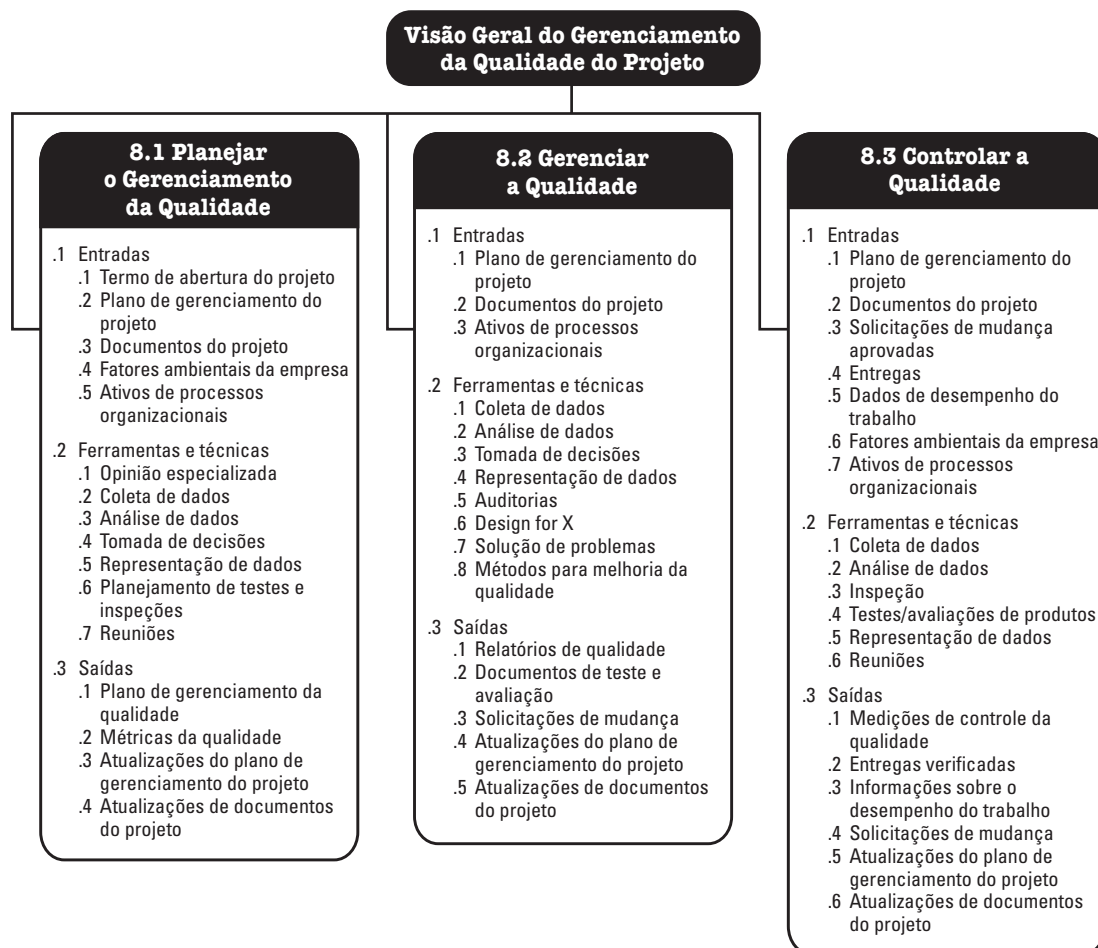 Visão Geral do Gerenciamento
da Qualidade do Projeto
8.1 Planejar
o Gerenciamento
da Qualidade
.1 Entradas
.1 Termo de abertura do projeto
.2 Plano de gerenciamento do
projeto
.3 Documentos do projeto
.4 Fatores ambientais da empresa
.5 Ativos de processos
organizacionais
.2 Ferramentas e técnicas
.1 Opinião especializada
.2 Coleta de dados
.3 Análise de dados
.4 Tomada de decisões
.5 Representação de dados
.6 Planejamento de testes e
inspeções
.7 Reuniões
.3 Saídas
.1 Plano de gerenciamento da
qualidade
.2 Métricas da qualidade
.3 Atualizações do plano de
gerenciamento do projeto
.4 Atualizações de documentos
do projeto
8.2 Gerenciar
a Qualidade
.1 Entradas
.1 Plano de gerenciamento do
projeto
.2 Documentos do projeto
.3 Ativos de processos
organizacionais
.2 Ferramentas e técnicas
.1 Coleta de dados
.2 Análise de dados
.3 Tomada de decisões
.4 Representação de dados
.5 Auditorias
.6 Design for X
.7 Solução de problemas
.8 Métodos para melhoria da
qualidade
.3 Saídas
.1 Relatórios de qualidade
.2 Documentos de teste e
avaliação
.3 Solicitações de mudança
.4 Atualizações do plano de
gerenciamento do projeto
.5 Atualizações de documentos
do projeto
8.3 Controlar a
Qualidade
.1 Entradas
.1 Plano de gerenciamento do
projeto
.2 Documentos do projeto
.3 Solicitações de mudança
aprovadas
.4 Entregas
.5 Dados de desempenho do
trabalho
.6 Fatores ambientais da empresa
.7 Ativos de processos
organizacionais
.2 Ferramentas e técnicas
.1 Coleta de dados
.2 Análise de dados
.3 Inspeção
.4 Testes/avaliações de produtos
.5 Representação de dados
.6 Reuniões
.3 Saídas
.1 Medições de controle da
qualidade
.2 Entregas verificadas
.3 Informações sobre o
desempenho do trabalho
.4 Solicitações de mudança
.5 Atualizações do plano de
gerenciamento do projeto
.6 Atualizações de documentos
do projeto